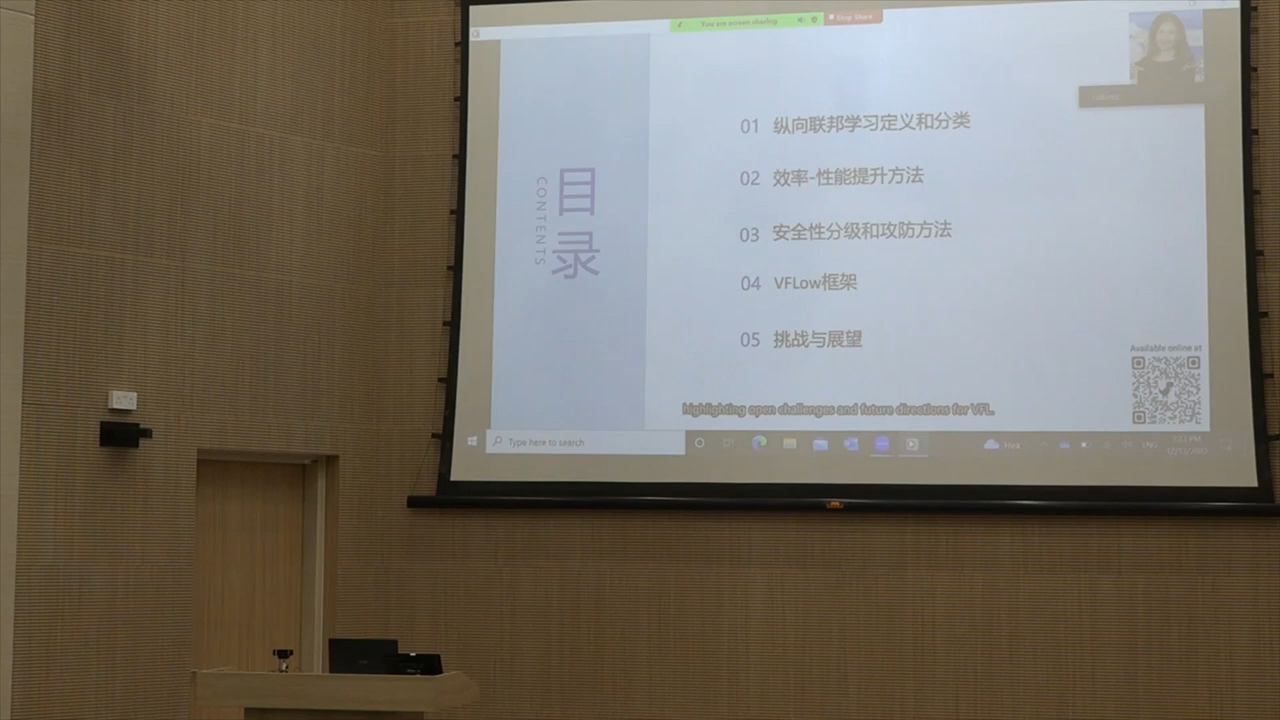 You are screen sharing
Stop Share
目录
CONTENTS
01 纵向联邦学习定义和分类
02 效率-性能提升方法
03 安全性分级和攻防方法
04 VFLow框架
05 挑战与展望
Available online at
highlighting open challenges and future directions for VFL.
Type here to search
ENG